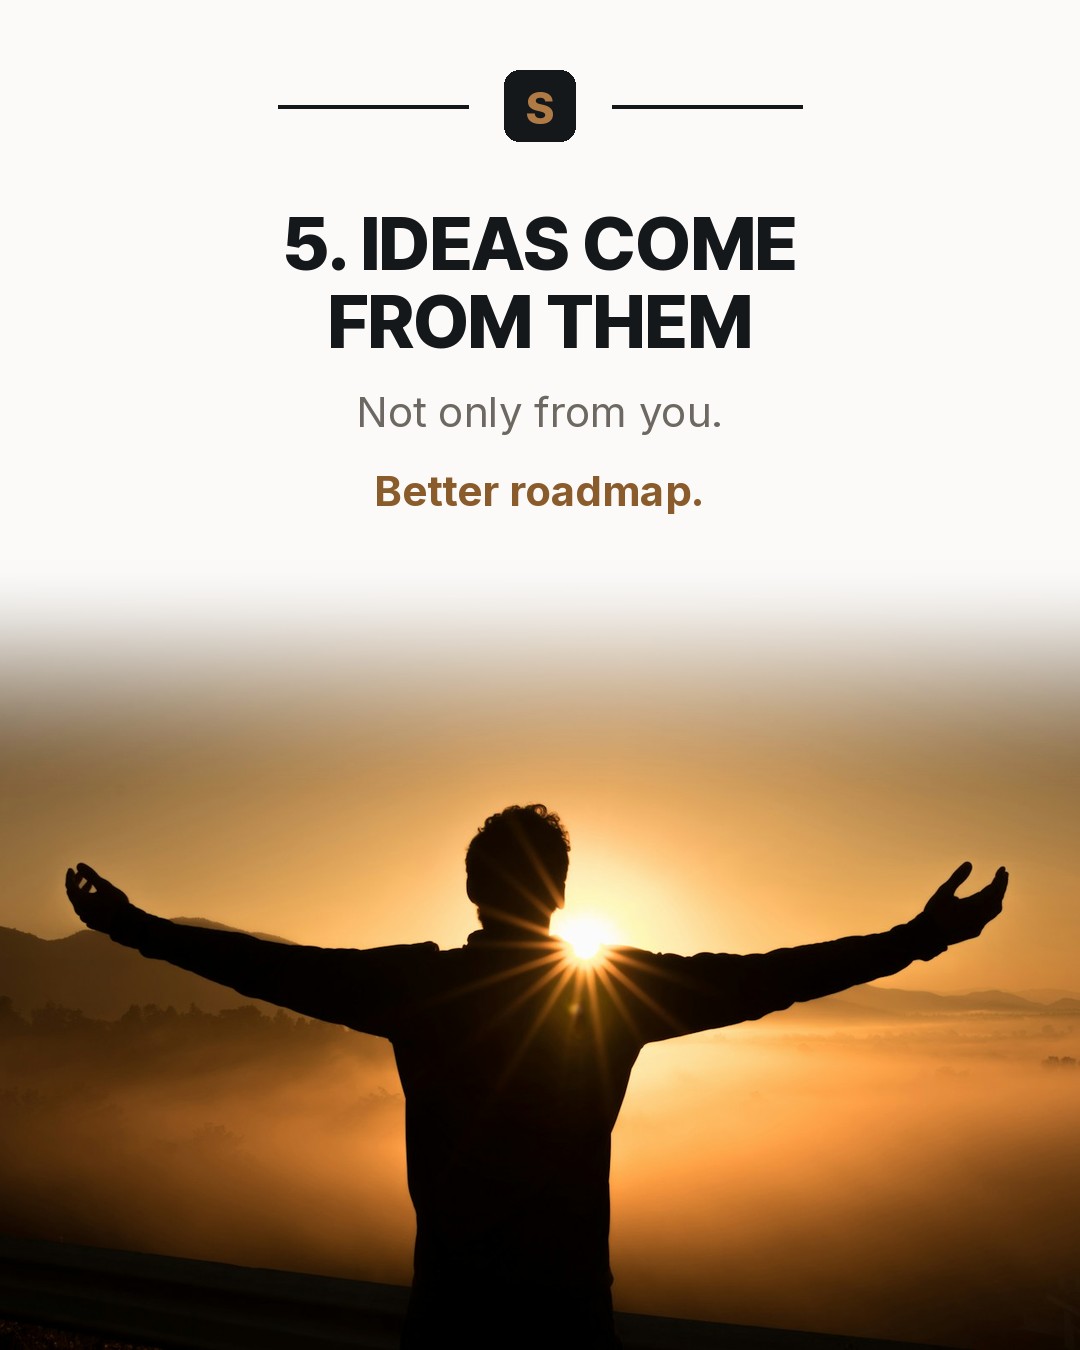 S
5. IDEAS COME
FROM THEM
Not only from you.
Better roadmap.